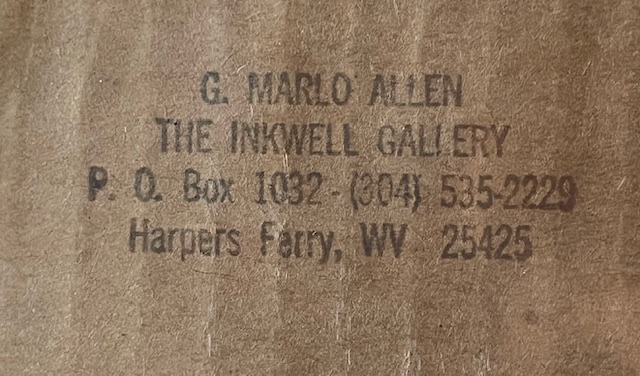 G. MARLO ALLEN
THE INKWELL GALLERY
P. O. Box 1032 - (304) 535-2229
Harpers Ferry, WV 25425